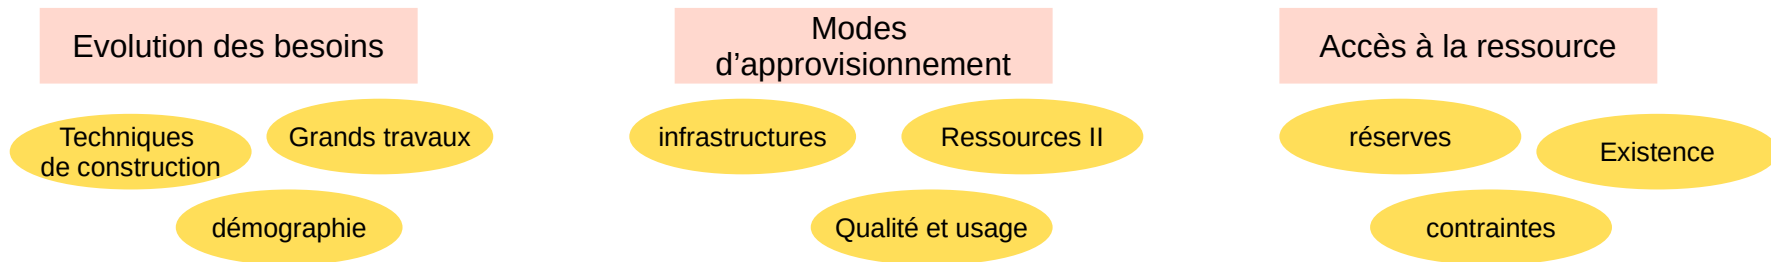 Evolution des besoins
Modes
d’approvisionnement
Accès à la ressource
Techniques
de construction
Grands travaux
démographie
infrastructures
Ressources II
Qualité et usage
réserves
Existence
contraintes